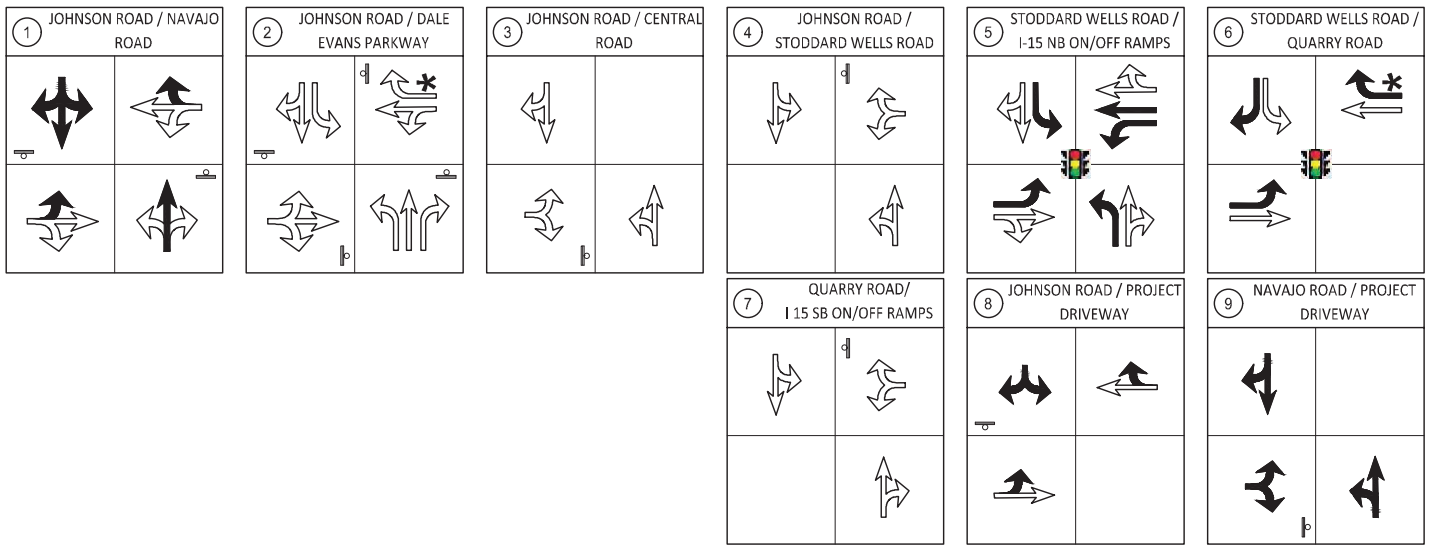 1
JOHNSON ROAD / NAVAJO
ROAD
2
JOHNSON ROAD / DALE
EVANS PARKWAY
*
3
JOHNSON ROAD / CENTRAL
ROAD
4
JOHNSON ROAD /
STODDARD WELLS ROAD
5
STODDARD WELLS ROAD /
I-15 NB ON/OFF RAMPS
6
STODDARD WELLS ROAD /
QUARRY ROAD
*
7
QUARRY ROAD/
I 15 SB ON/OFF RAMPS
8
JOHNSON ROAD / PROJECT
DRIVEWAY
9
NAVAJO ROAD / PROJECT
DRIVEWAY